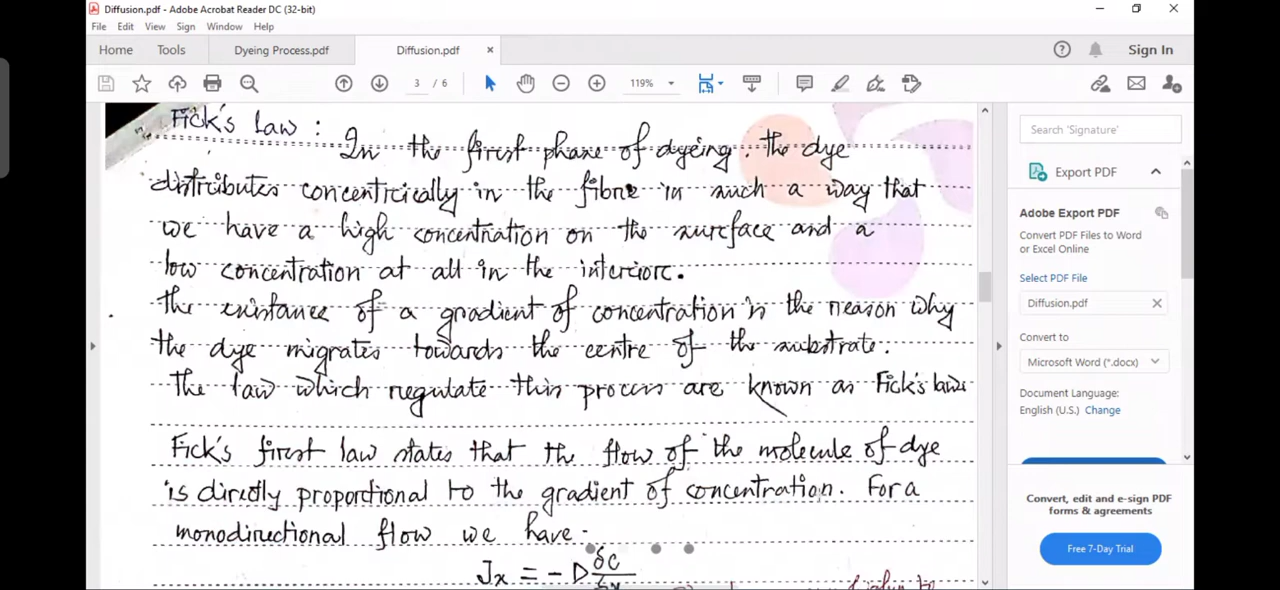 Diffusion.pdf - Adobe Acrobat Reader DC (32-bit)
File Edit View Sign Window Help
Home Tools Dyeing Process.pdf Diffusion.pdf × Sign In
3 / 6 119%
Fick's Law :
In the first phase of dyeing. the dye
distributes concentrically in the fibre in such a way that
we have a high concentration on the surface and a
low concentration at all in the interior.
The existance of a gradient of concentration is the reason why
the dye migrates towards the centre of the substrate.
The law which regulate this process are known as Fick's laws
Fick's first law states that the flow of the molecule of dye
is directly proportional to the gradient of concentration. For a
monodirectional flow we have -
Jx = - D δC
Search 'Signature'
Export PDF
Adobe Export PDF
Convert PDF Files to Word
or Excel Online
Select PDF File
Diffusion.pdf ×
Convert to
Microsoft Word (*.docx)
Document Language:
English (U.S.) Change
Convert, edit and e-sign PDF
forms & agreements
Free 7-Day Trial